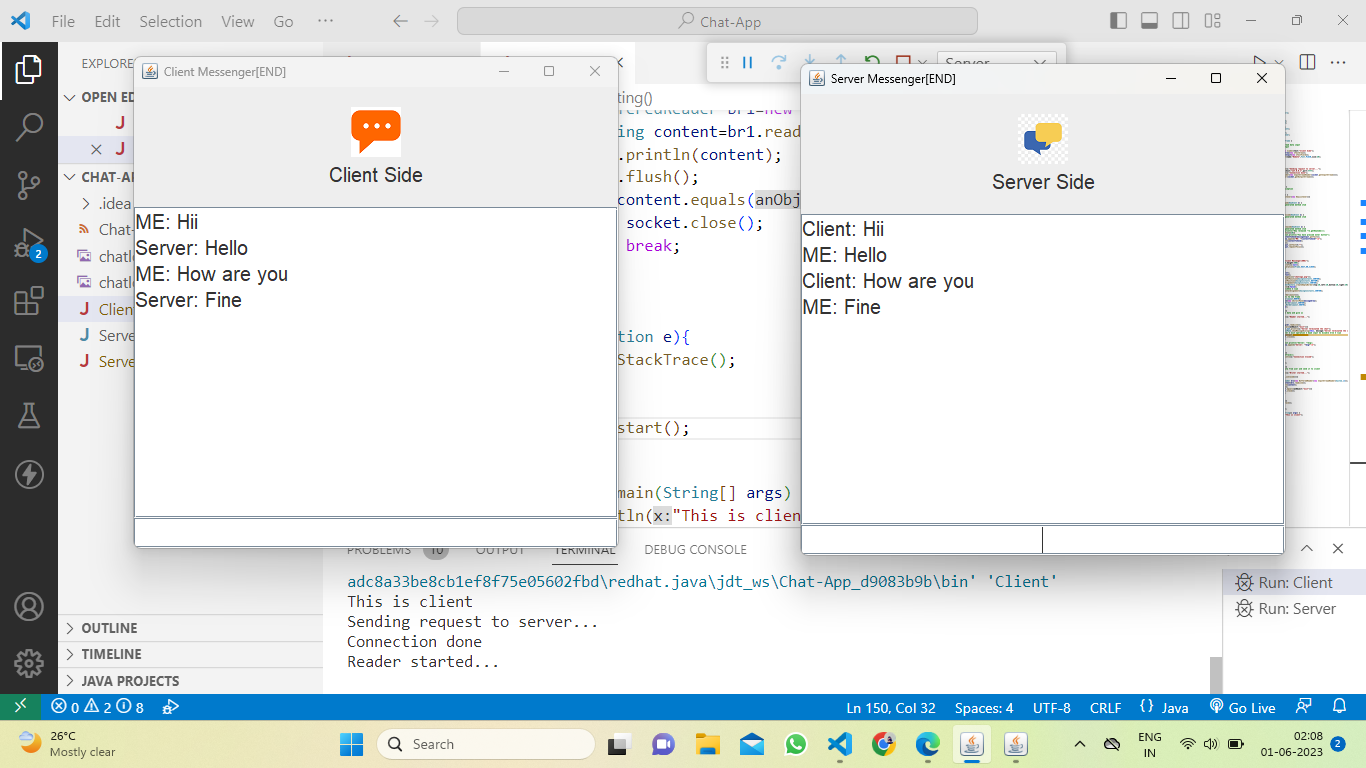 File Edit Selection View Go ··· Chat-App
EXPLORE
OPEN ED
CHAT-A
.idea
Chat-
chatlo
chatlo
Clien
Serve
Serve
OUTLINE
TIMELINE
JAVA PROJECTS
2
Client Messenger[END]
Client Side
ME: Hii
Server: Hello
ME: How are you
Server: Fine
Server
Server Messenger[END]
Server Side
Client: Hii
ME: Hello
Client: How are you
ME: Fine
ting()
br1=new
ing content=br1.read
.println(content);
.flush();
content.equals(anObj
socket.close();
break;
tion e){
StackTrace();
start();
main(String[] args)
tln(x:"This is clien
PROBLEMS 10 OUTPUT TERMINAL DEBUG CONSOLE
adc8a33be8cb1ef8f75e05602fbd\redhat.java\jdt_ws\Chat-App_d9083b9b\bin' 'Client'
This is client
Sending request to server...
Connection done
Reader started...
Run: Client
Run: Server
0 2 8 Ln 150, Col 32 Spaces: 4 UTF-8 CRLF {} Java Go Live
26°C
Mostly clear
Search
ENG
IN
02:08
01-06-2023
2